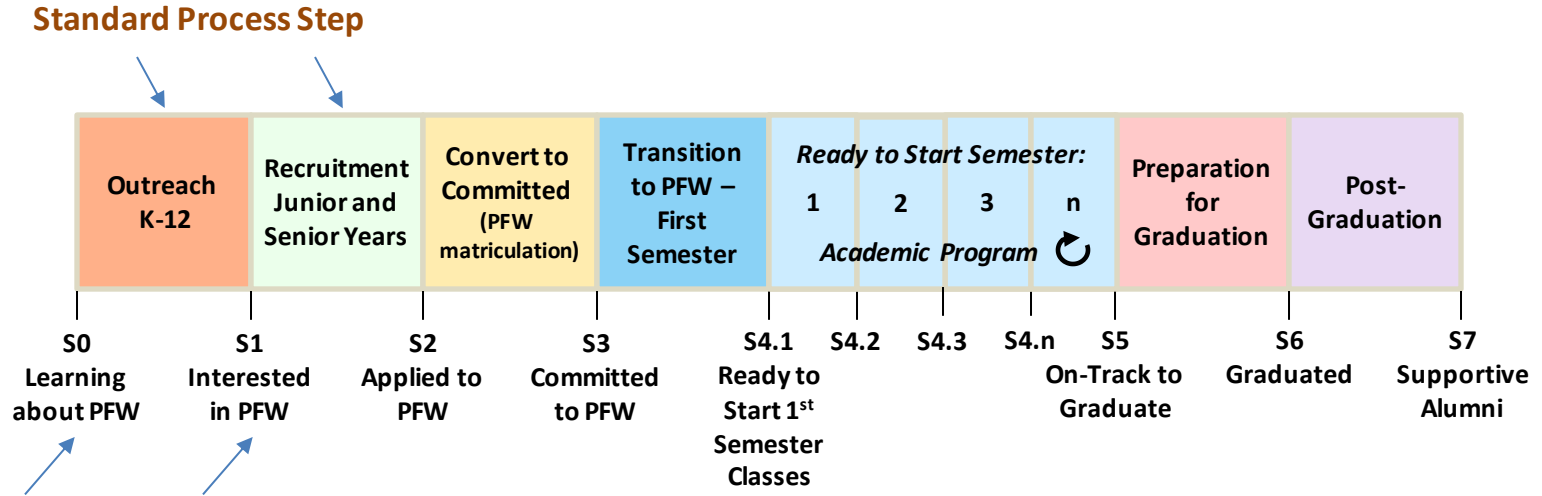 Standard Process Step
Outreach
K-12
Recruitment
Junior and
Senior Years
Convert to
Committed
(PFW
matriculation)
Transition
to PFW –
First
Semester
Ready to Start Semester:
1 2 3 n
Academic Program
Preparation
for
Graduation
Post-
Graduation
S0
Learning
about PFW
S1
Interested
in PFW
S2
Applied to
PFW
S3
Committed
to PFW
S4.1
Ready to
Start 1st
Semester
Classes
S4.2
S4.3
S4.n
S5
On-Track to
Graduate
S6
Graduated
S7
Supportive
Alumni